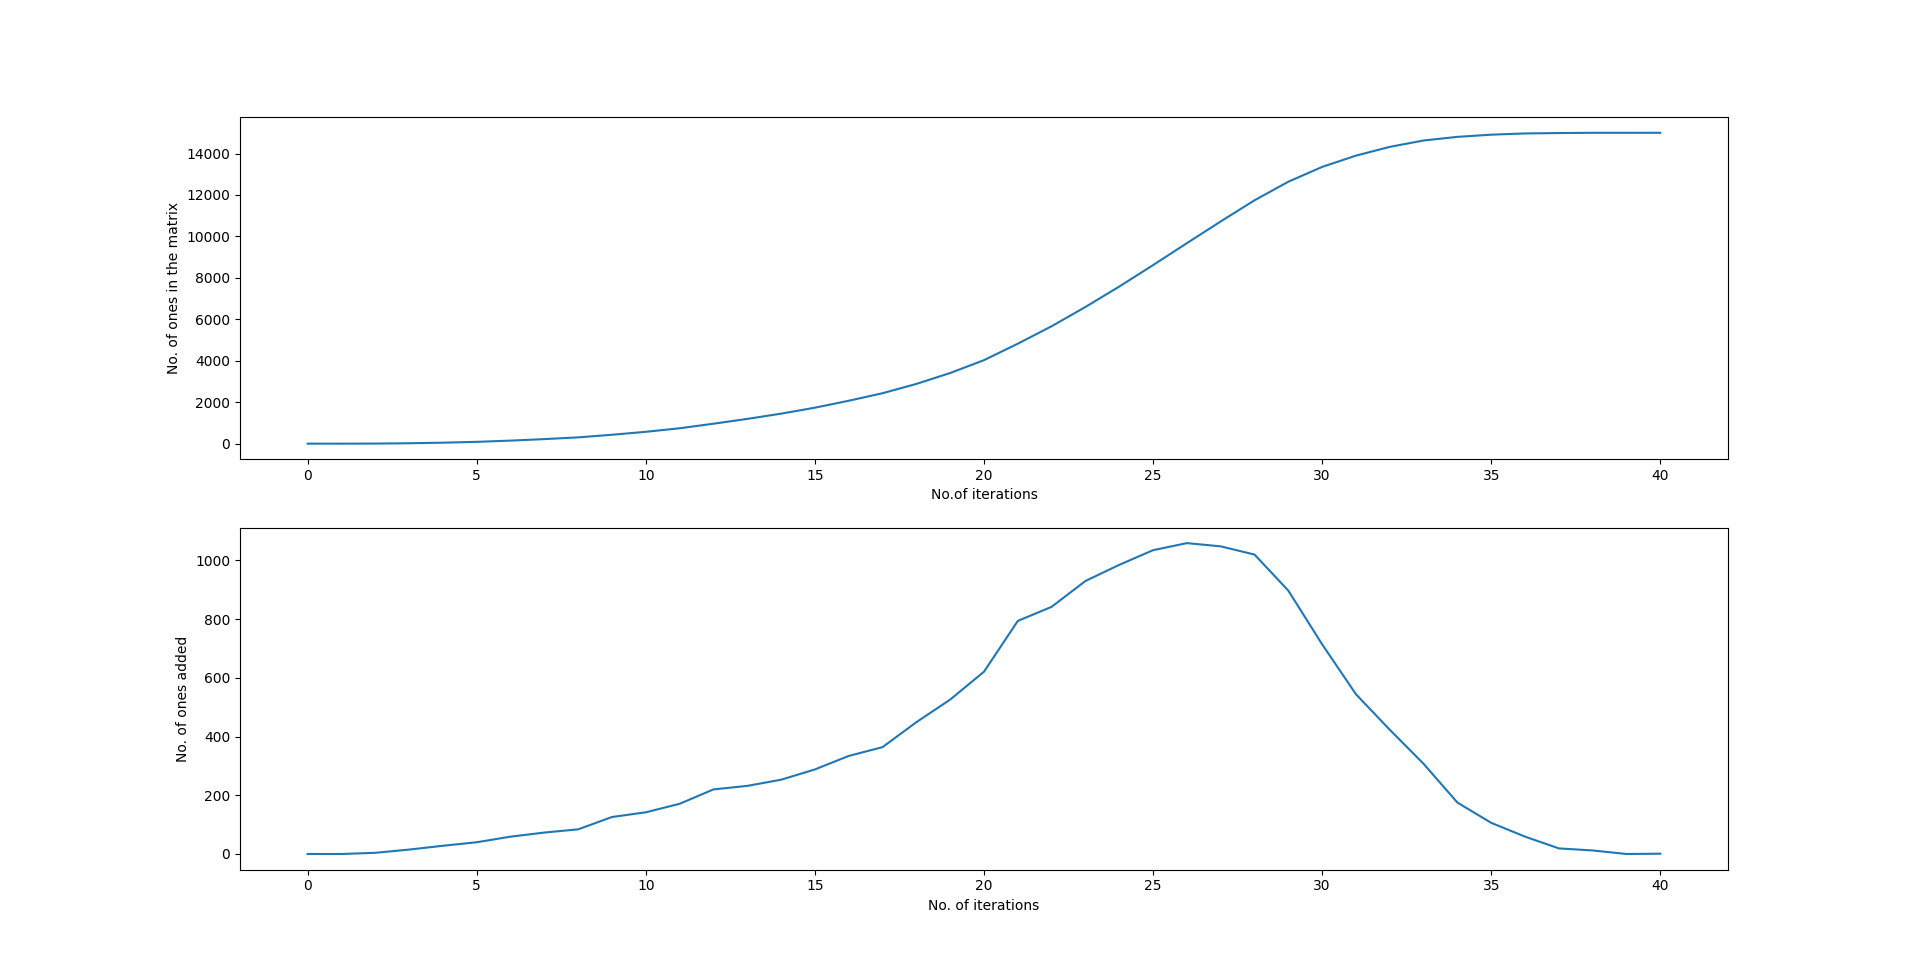 14000
12000
10000
8000
6000
4000
2000
0
No. of ones in the matrix
0 5 10 15 20 25 30 35 40
No.of iterations
1000
800
600
400
200
0
No. of ones added
0 5 10 15 20 25 30 35 40
No. of iterations